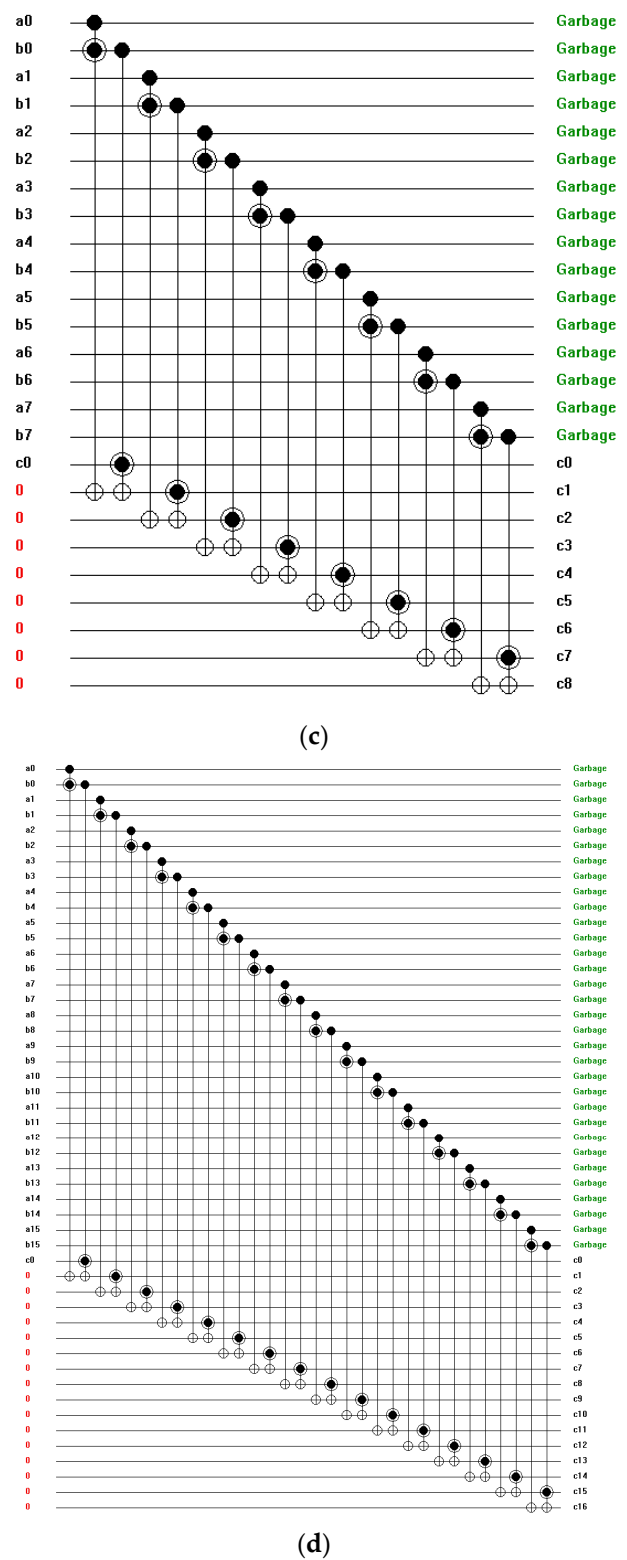 a0 Garbage
b0 Garbage
a1 Garbage
b1 Garbage
a2 Garbage
b2 Garbage
a3 Garbage
b3 Garbage
a4 Garbage
b4 Garbage
a5 Garbage
b5 Garbage
a6 Garbage
b6 Garbage
a7 Garbage
b7 Garbage
c0 c0
0 c1
0 c2
0 c3
0 c4
0 c5
0 c6
0 c7
0 c8
(c)
a0 Garbage
b0 Garbage
a1 Garbage
b1 Garbage
a2 Garbage
b2 Garbage
a3 Garbage
b3 Garbage
a4 Garbage
b4 Garbage
a5 Garbage
b5 Garbage
a6 Garbage
b6 Garbage
a7 Garbage
b7 Garbage
a8 Garbage
b8 Garbage
a9 Garbage
b9 Garbage
a10 Garbage
b10 Garbage
a11 Garbage
b11 Garbage
a12 Garbage
b12 Garbage
a13 Garbage
b13 Garbage
a14 Garbage
b14 Garbage
a15 Garbage
b15 Garbage
c0 c0
0 c1
0 c2
0 c3
0 c4
0 c5
0 c6
0 c7
0 c8
0 c9
0 c10
0 c11
0 c12
0 c13
0 c14
0 c15
0 c16
(d)